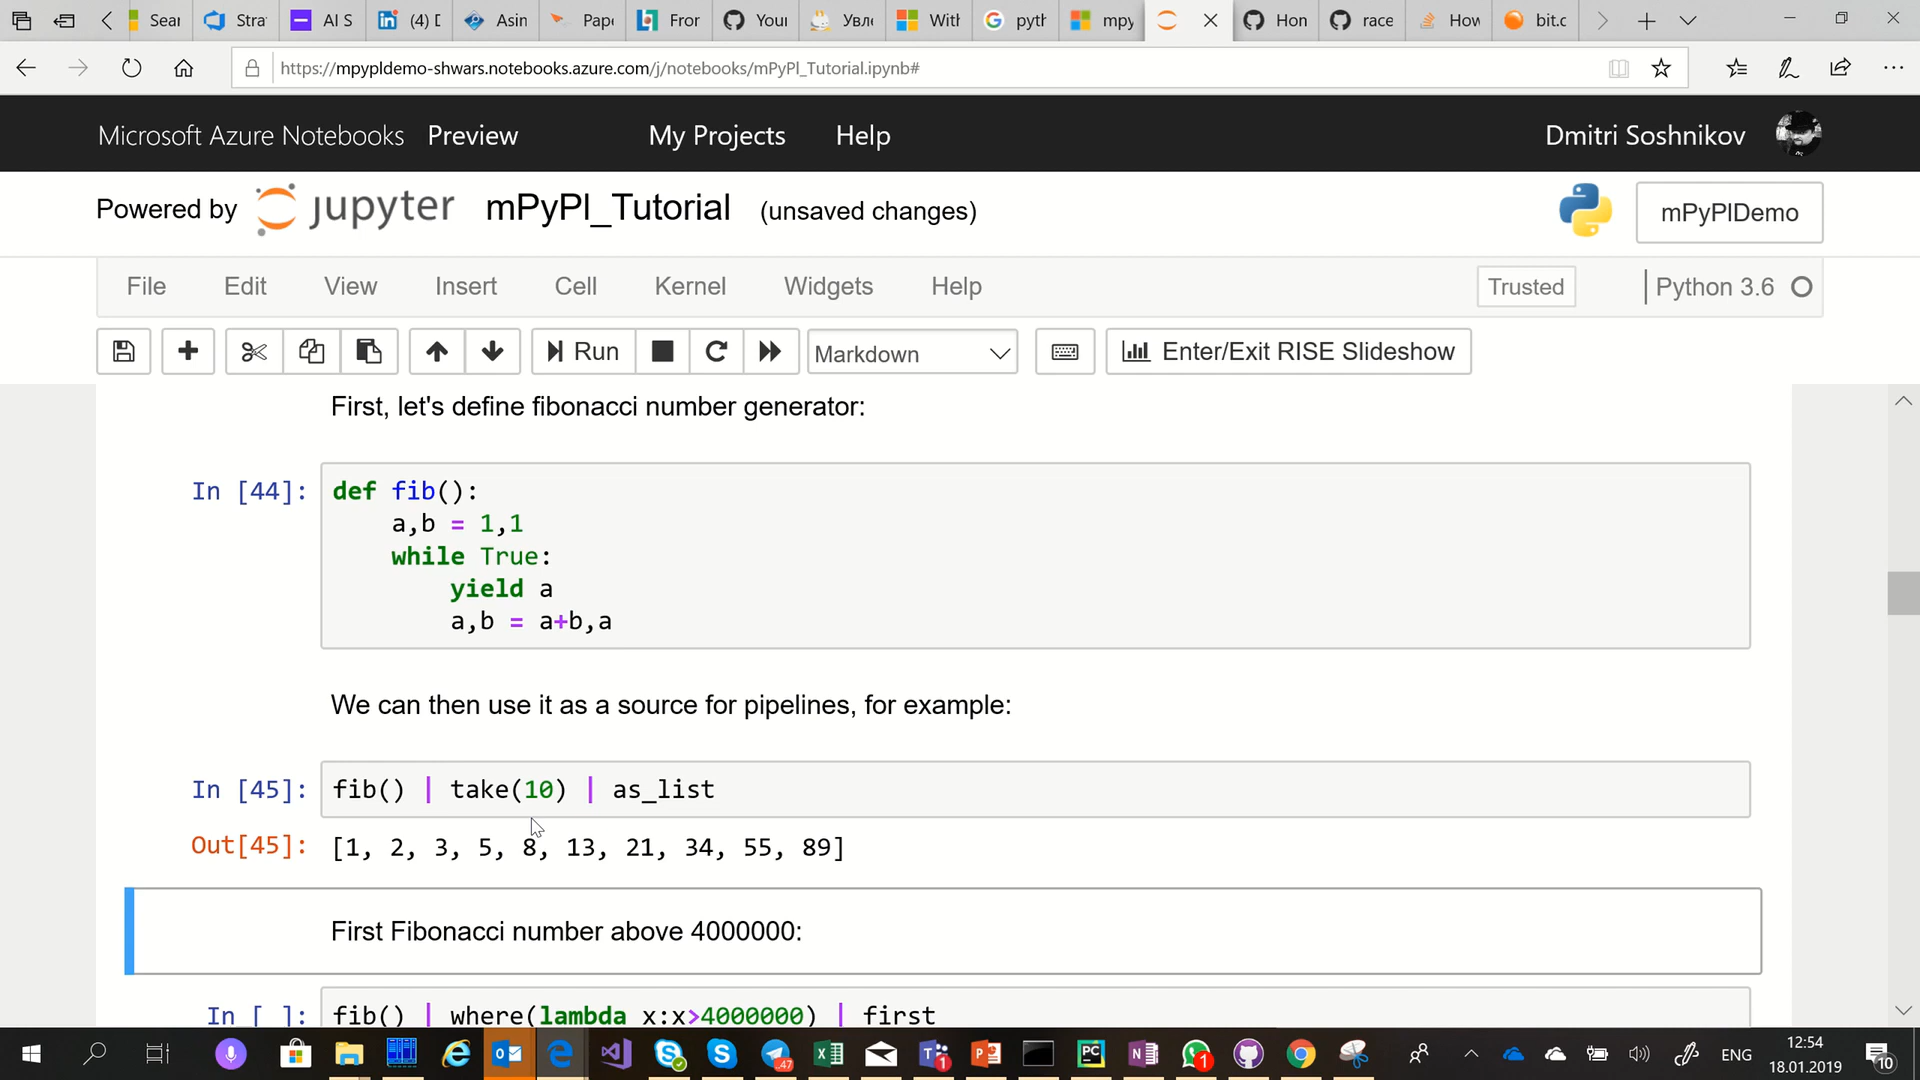 Sear
Stra
AI S
(4) D
Asin
Pape
Fron
You
Увле
With
pyth
mpy
Hon
race
How
bit.c
https://mpypldemo-shwars.notebooks.azure.com/j/notebooks/mPyPl_Tutorial.ipynb#
Microsoft Azure Notebooks Preview My Projects Help Dmitri Soshnikov
Powered by jupyter mPyPl_Tutorial (unsaved changes) mPyPlDemo
File Edit View Insert Cell Kernel Widgets Help Trusted Python 3.6
Run Markdown Enter/Exit RISE Slideshow
First, let's define fibonacci number generator:
In [44]: def fib():
a,b = 1,1
while True:
yield a
a,b = a+b,a
We can then use it as a source for pipelines, for example:
In [45]: fib() | take(10) | as_list
Out[45]: [1, 2, 3, 5, 8, 13, 21, 34, 55, 89]
First Fibonacci number above 4000000:
In [ ]: fib() | where(lambda x:x>4000000) | first
ENG
12:54
18.01.2019
10